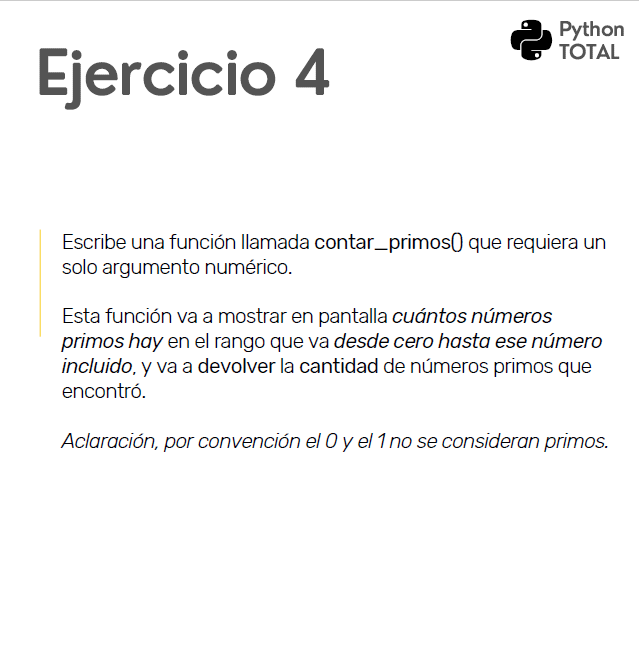 Python
TOTAL
Ejercicio 4
Escribe una función llamada contar_primos() que requiera un
solo argumento numérico.
Esta función va a mostrar en pantalla cuántos números
primos hay en el rango que va desde cero hasta ese número
incluido, y va a devolver la cantidad de números primos que
encontró.
Aclaración, por convención el 0 y el 1 no se consideran primos.